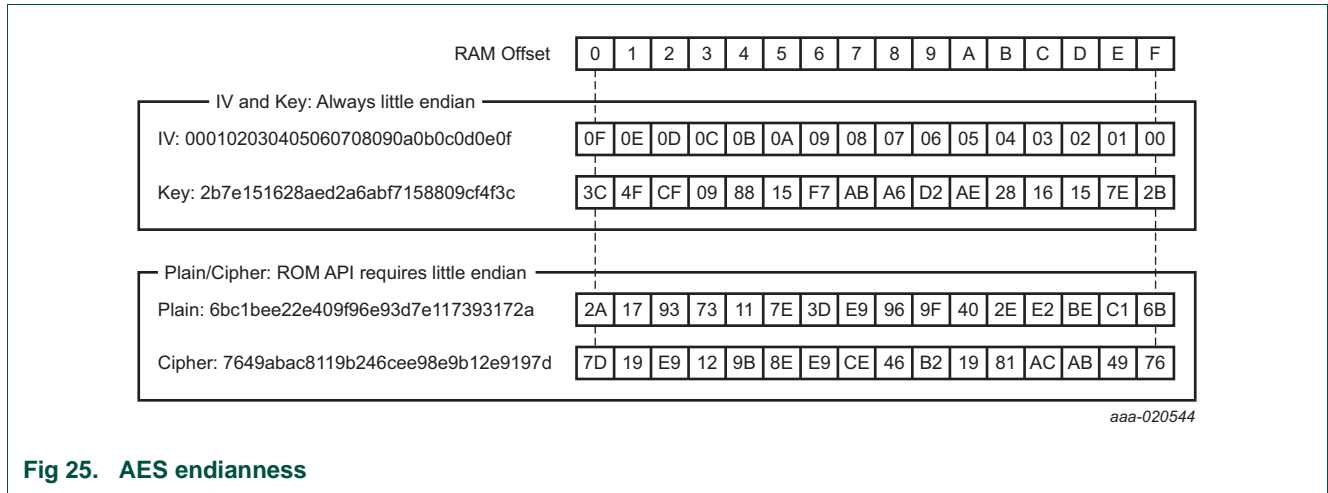 RAM Offset 0 1 2 3 4 5 6 7 8 9 A B C D E F
IV and Key: Always little endian
IV: 000102030405060708090a0b0c0d0e0f 0F 0E 0D 0C 0B 0A 09 08 07 06 05 04 03 02 01 00
Key: 2b7e151628aed2a6abf7158809cf4f3c 3C 4F CF 09 88 15 F7 AB A6 D2 AE 28 16 15 7E 2B
Plain/Cipher: ROM API requires little endian
Plain: 6bc1bee22e409f96e93d7e117393172a 2A 17 93 73 11 7E 3D E9 96 9F 40 2E E2 BE C1 6B
Cipher: 7649abac8119b246cee98e9b12e9197d 7D 19 E9 12 9B 8E E9 CE 46 B2 19 81 AC AB 49 76
aaa-020544
Fig 25. AES endianness